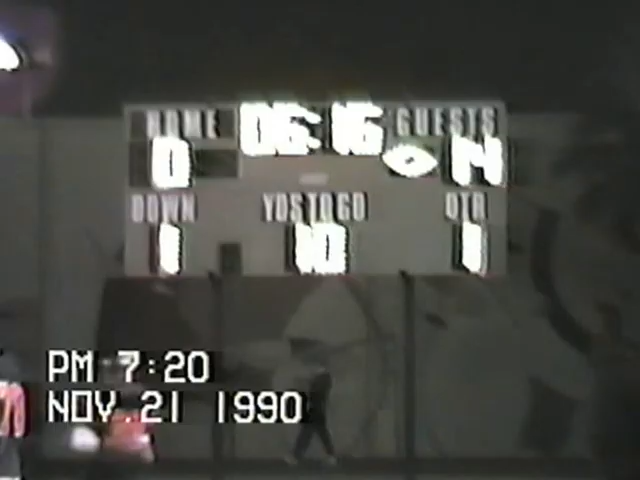 HOME 06:16 GUESTS
0 14
DOWN YDS TO GO QTR
1 10 1
PM 7:20
NOV. 21 1990